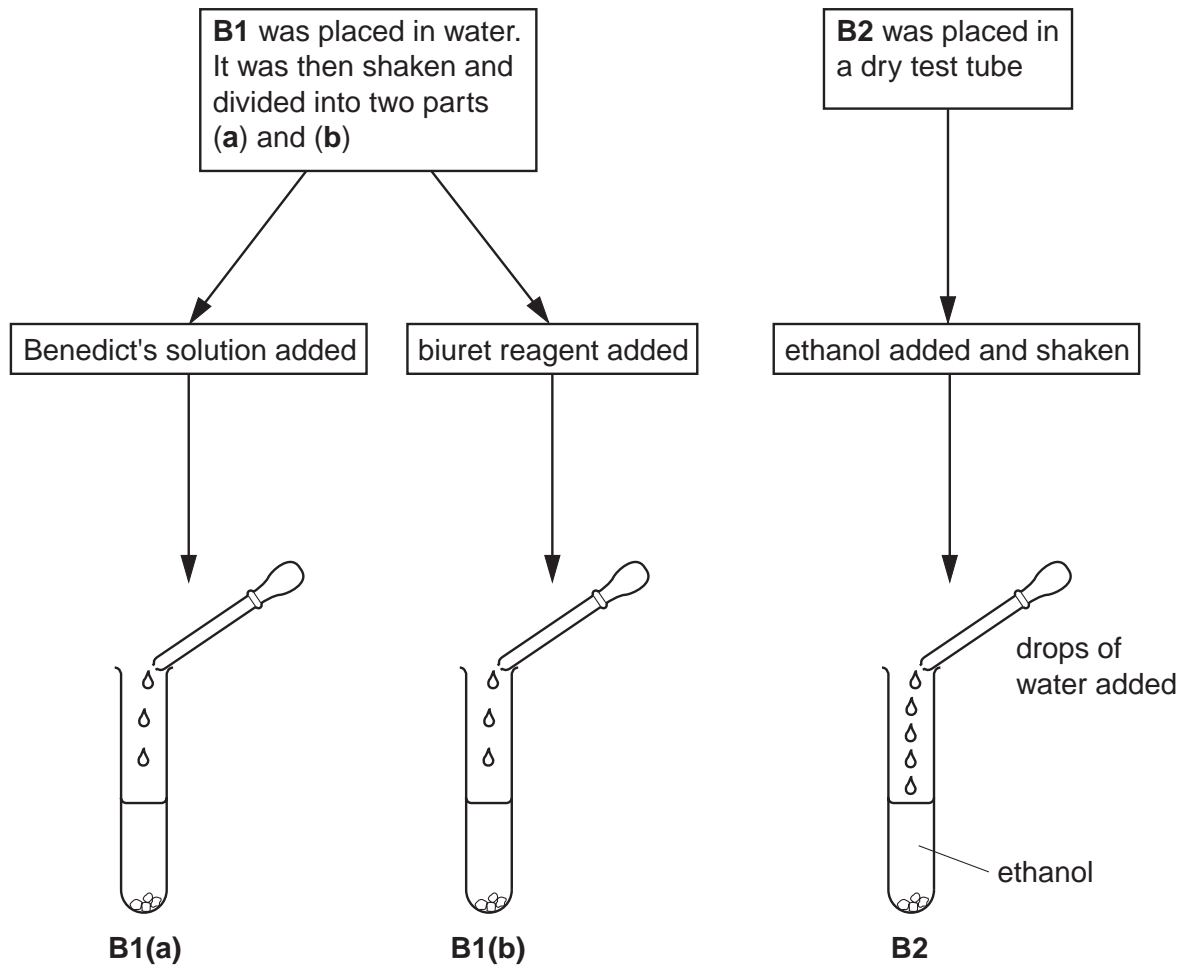 B1 was placed in water.
It was then shaken and
divided into two parts
(a) and (b)
B2 was placed in
a dry test tube
Benedict's solution added
biuret reagent added
ethanol added and shaken
drops of
water added
ethanol
B1(a)
B1(b)
B2